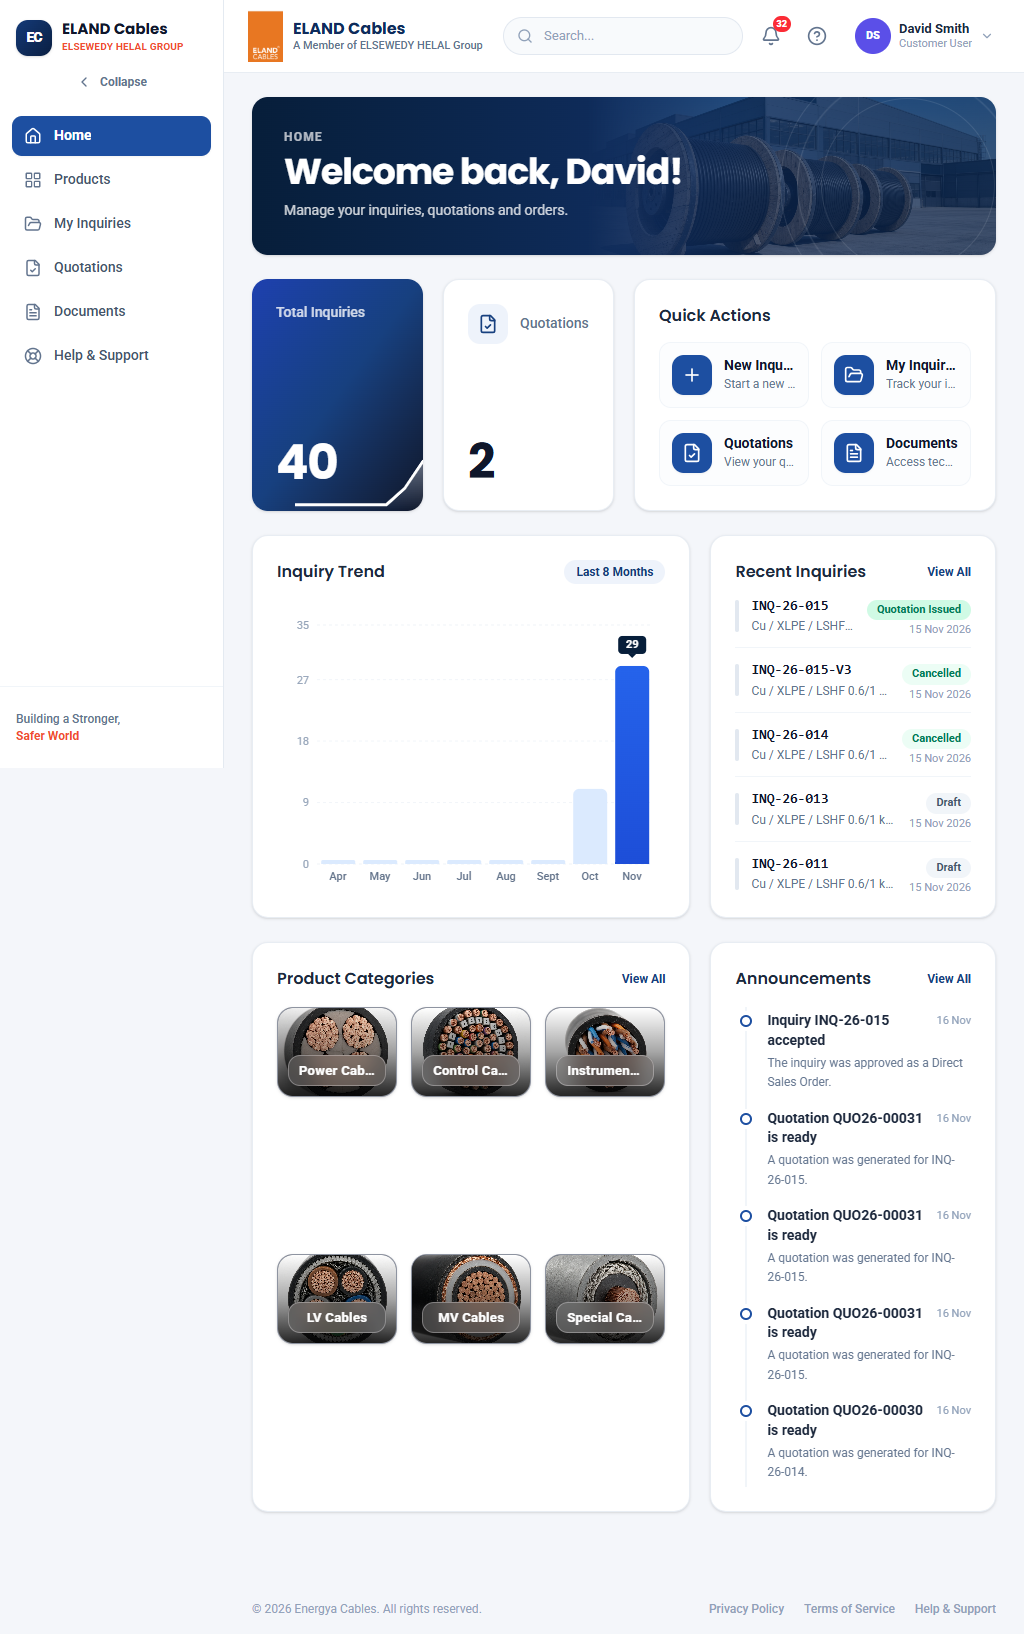 EC
ELAND Cables
ELSEWEDY HELAL GROUP
Collapse
Home
Products
My Inquiries
Quotations
Documents
Help & Support
Building a Stronger,
Safer World
ELAND
CABLES
ELAND Cables
A Member of ELSEWEDY HELAL Group
Search...
32
DS
David Smith
Customer User
HOME
Welcome back, David!
Manage your inquiries, quotations and orders.
Total Inquiries
40
Quotations
2
Quick Actions
New Inqu...
Start a new ...
My Inquir...
Track your i...
Quotations
View your q...
Documents
Access tec...
Inquiry Trend
Last 8 Months
35
27
18
9
0
29
Apr May Jun Jul Aug Sept Oct Nov
Recent Inquiries
View All
INQ-26-015
Quotation Issued
Cu / XLPE / LSHF...
15 Nov 2026
INQ-26-015-V3
Cancelled
Cu / XLPE / LSHF 0.6/1 ...
15 Nov 2026
INQ-26-014
Cancelled
Cu / XLPE / LSHF 0.6/1 ...
15 Nov 2026
INQ-26-013
Draft
Cu / XLPE / LSHF 0.6/1 k...
15 Nov 2026
INQ-26-011
Draft
Cu / XLPE / LSHF 0.6/1 k...
15 Nov 2026
Product Categories
View All
Power Cab...
Control Ca...
Instrumen...
LV Cables
MV Cables
Special Ca...
Announcements
View All
Inquiry INQ-26-015
accepted
16 Nov
The inquiry was approved as a Direct
Sales Order.
Quotation QUO26-00031
is ready
16 Nov
A quotation was generated for INQ-
26-015.
Quotation QUO26-00031
is ready
16 Nov
A quotation was generated for INQ-
26-015.
Quotation QUO26-00031
is ready
16 Nov
A quotation was generated for INQ-
26-015.
Quotation QUO26-00030
is ready
16 Nov
A quotation was generated for INQ-
26-014.
© 2026 Energya Cables. All rights reserved.
Privacy Policy
Terms of Service
Help & Support